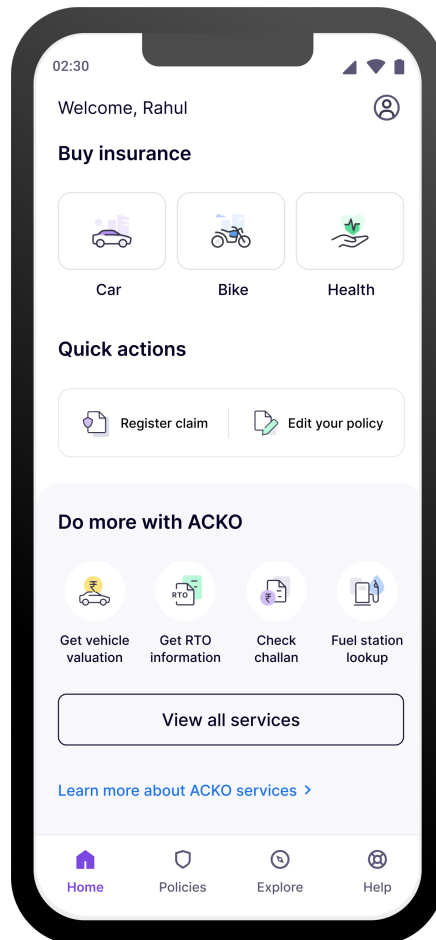 02:30
Welcome, Rahul
Buy insurance
Car
Bike
Health
Quick actions
Register claim
Edit your policy
Do more with ACKO
₹
RTO
₹
Get vehicle
valuation
Get RTO
information
Check
challan
Fuel station
lookup
View all services
Learn more about ACKO services >
Home
Policies
Explore
Help